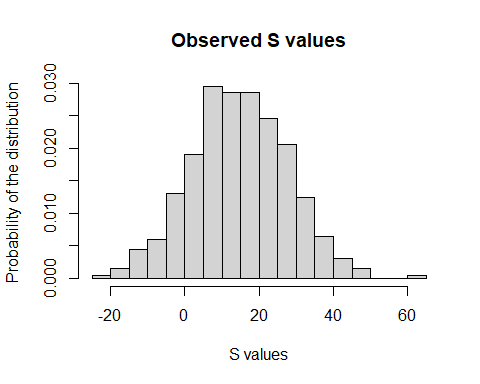 Observed S values
Probability of the distribution
0.030
0.020
0.010
0.000
-20 0 20 40 60
S values